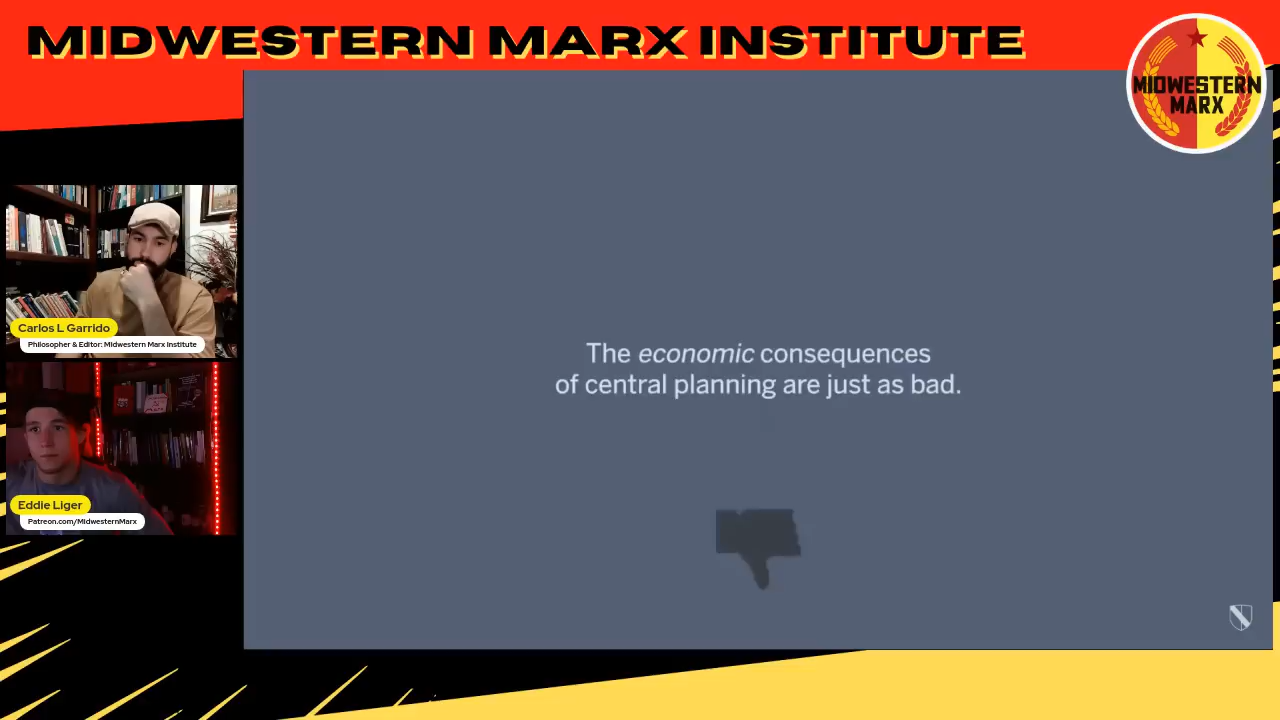 MIDWESTERN MARX INSTITUTE
MIDWESTERN
MARX
Carlos L Garrido
Philosopher & Editor: Midwestern Marx Institute
Eddie Liger
Patreon.com/MidwesternMarx
The economic consequences
of central planning are just as bad.